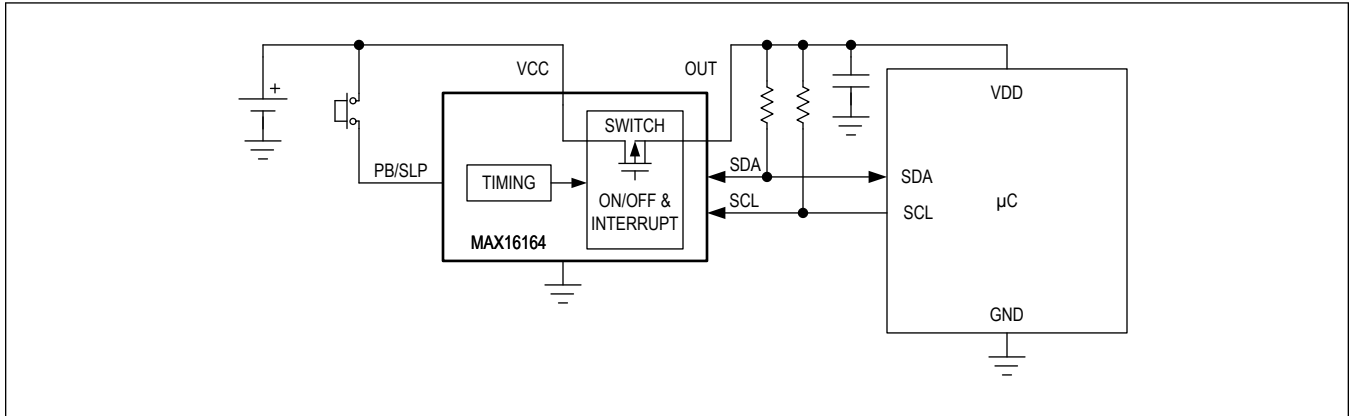 VCC
OUT
+
VDD
SWITCH
PB/SLP
TIMING
SDA
SDA
ON/OFF &
INTERRUPT
SCL
SCL
µC
MAX16164
GND